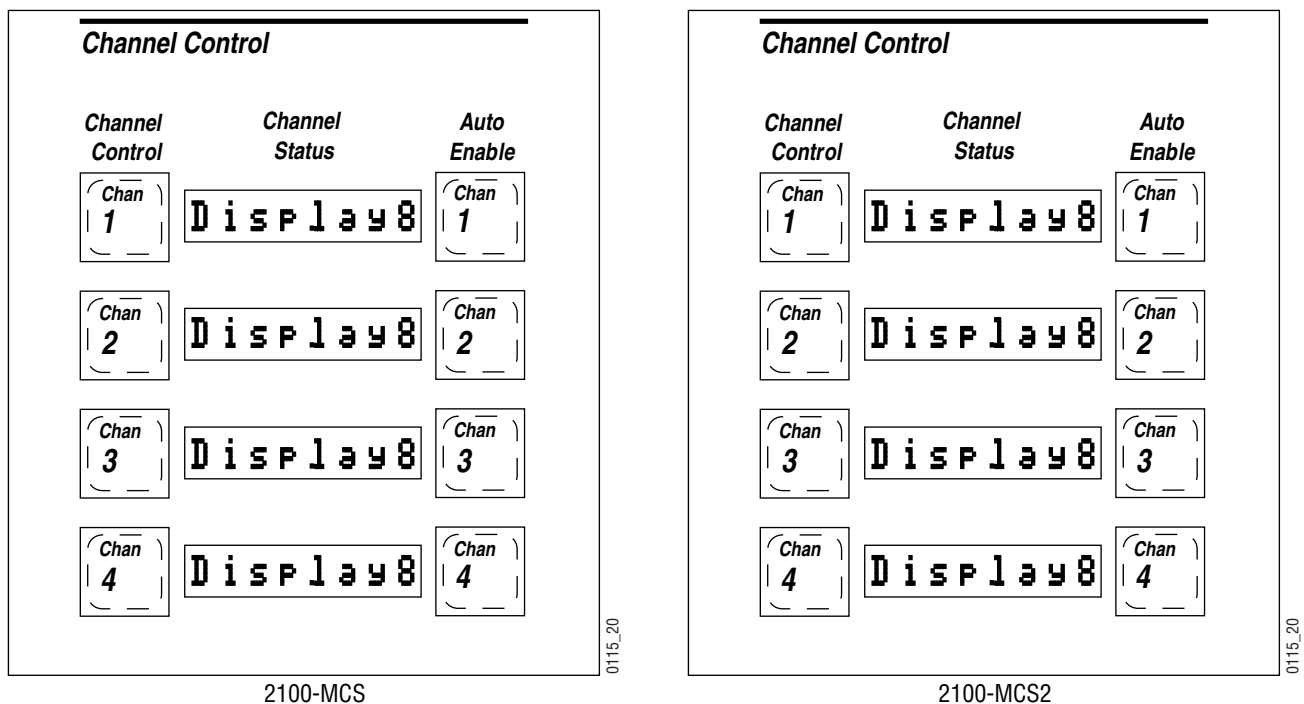 Channel Control
Channel Control
Channel Status
Auto Enable
Chan 1
Display8
Chan 1
Chan 2
Display8
Chan 2
Chan 3
Display8
Chan 3
Chan 4
Display8
Chan 4
0115_20
2100-MCS
Channel Control
Channel Control
Channel Status
Auto Enable
Chan 1
Display8
Chan 1
Chan 2
Display8
Chan 2
Chan 3
Display8
Chan 3
Chan 4
Display8
Chan 4
0115_20
2100-MCS2